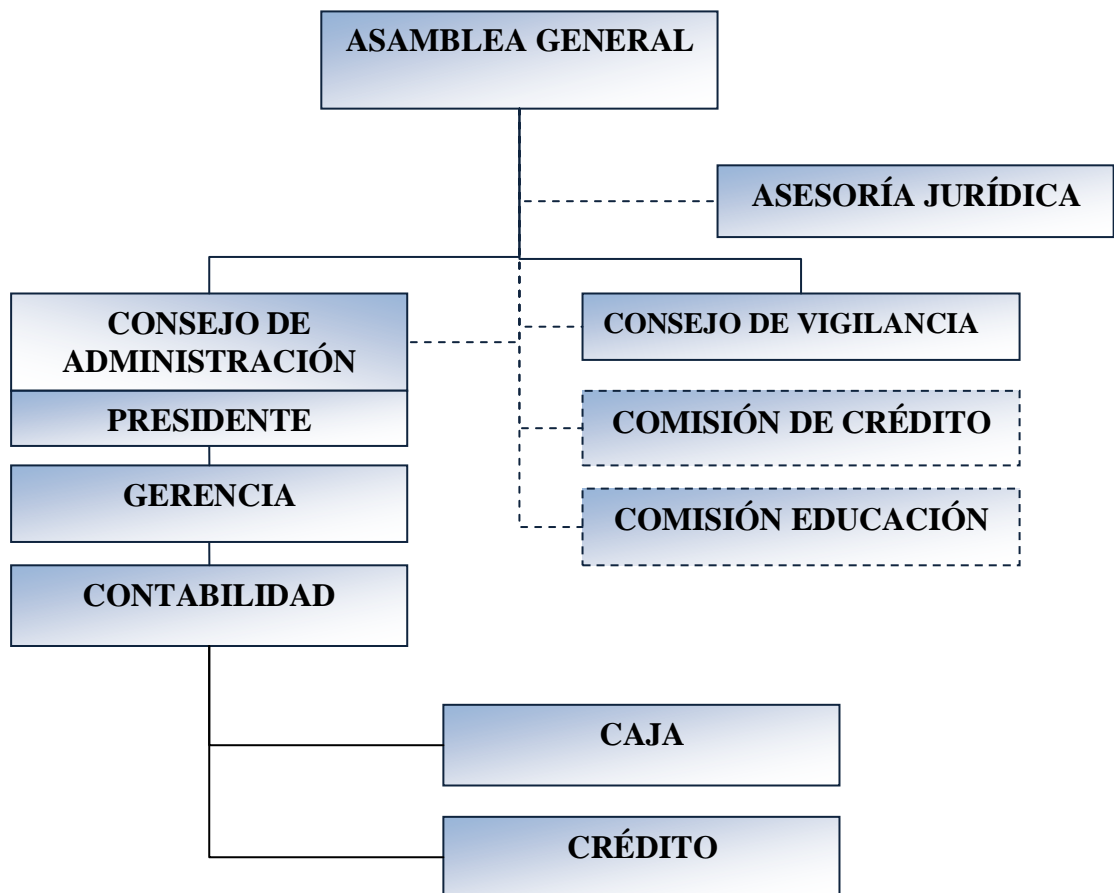 ASAMBLEA GENERAL
ASESORÍA JURÍDICA
CONSEJO DE
ADMINISTRACIÓN
CONSEJO DE VIGILANCIA
PRESIDENTE
COMISIÓN DE CRÉDITO
GERENCIA
COMISIÓN EDUCACIÓN
CONTABILIDAD
CAJA
CRÉDITO